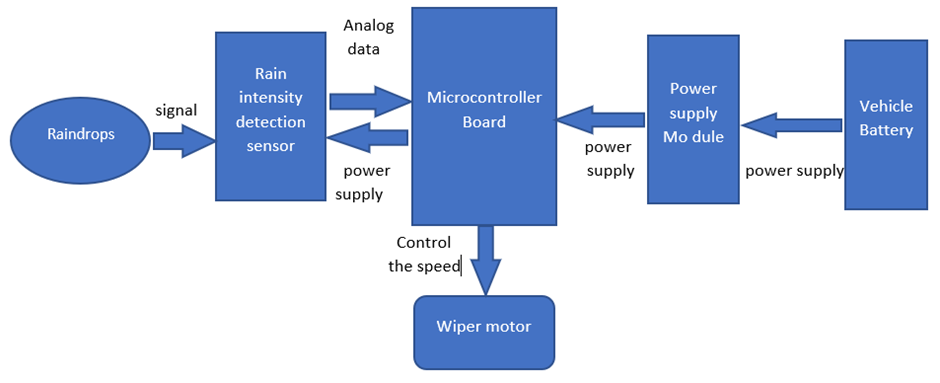 Raindrops
signal
Rain
intensity
detection
sensor
Analog
data
power
supply
Microcontroller
Board
power
supply
Power
supply
Mo dule
power supply
Vehicle
Battery
Control
the speed
Wiper motor